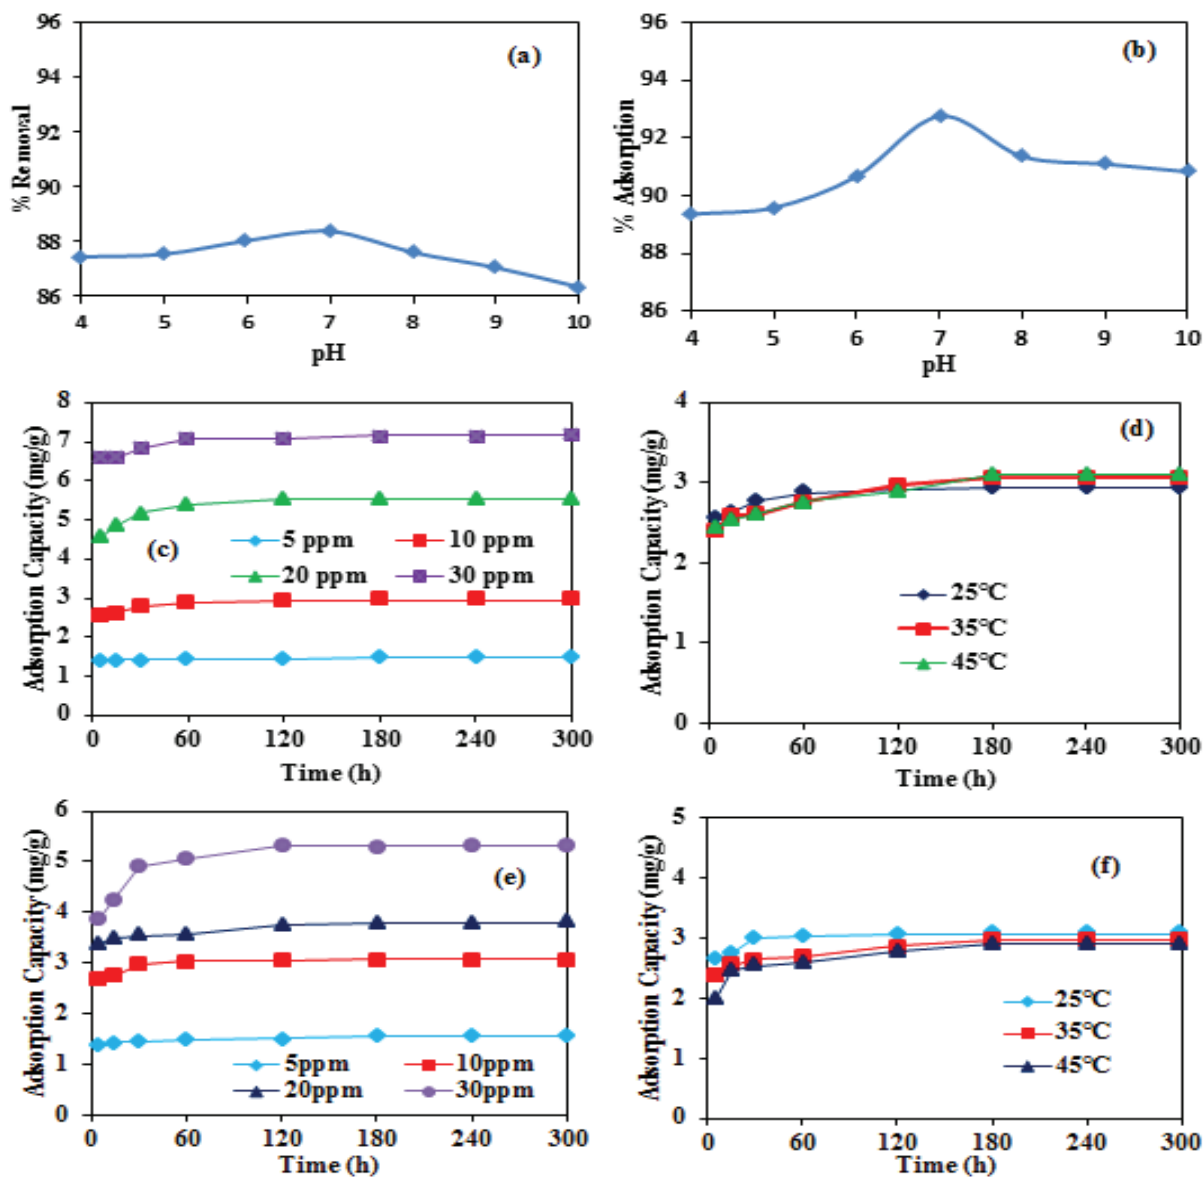 96
94
92
90
88
86
% Removal
(a)
4 5 6 7 8 9 10
pH
96
94
92
90
88
86
% Adsorption
(b)
4 5 6 7 8 9 10
pH
8
7
6
5
4
3
2
1
0
Adsorption Capacity (mg/g)
(c)
5 ppm 10 ppm
20 ppm 30 ppm
0 60 120 180 240 300
Time (h)
4
3
2
1
0
Adsorption Capacity (mg/g)
(d)
25°C
35°C
45°C
0 60 120 180 240 300
Time (h)
6
5
4
3
2
1
0
Adsorption Capacity (mg/g)
(e)
5ppm 10ppm
20ppm 30ppm
0 60 120 180 240 300
Time (h)
5
4
3
2
1
0
Adsorption Capacity (mg/g)
(f)
25°C
35°C
45°C
0 60 120 180 240 300
Time (h)